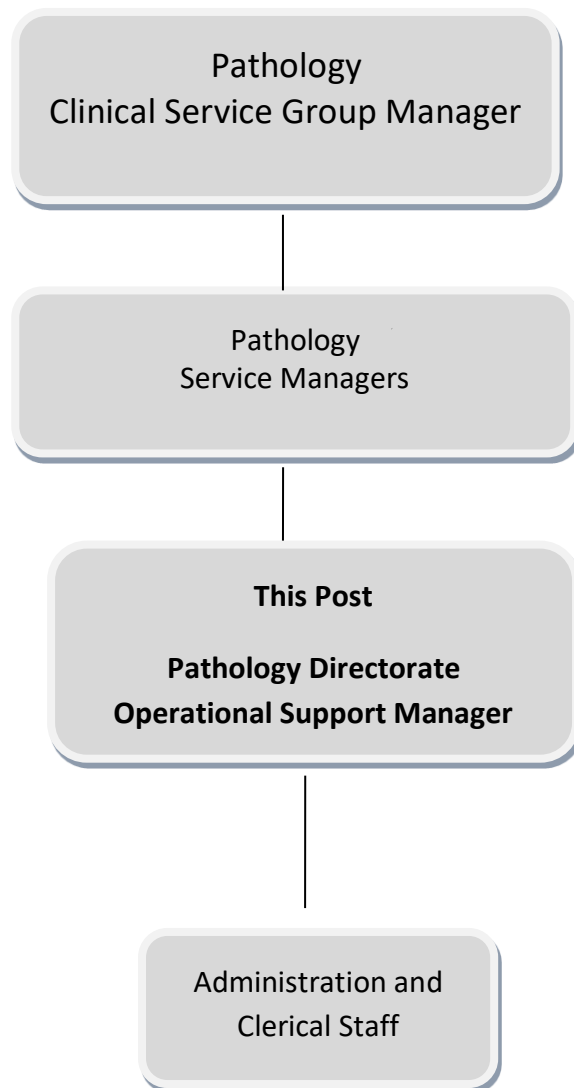 Pathology
Clinical Service Group Manager
Pathology
Service Managers
This Post
Pathology Directorate
Operational Support Manager
Administration and
Clerical Staff